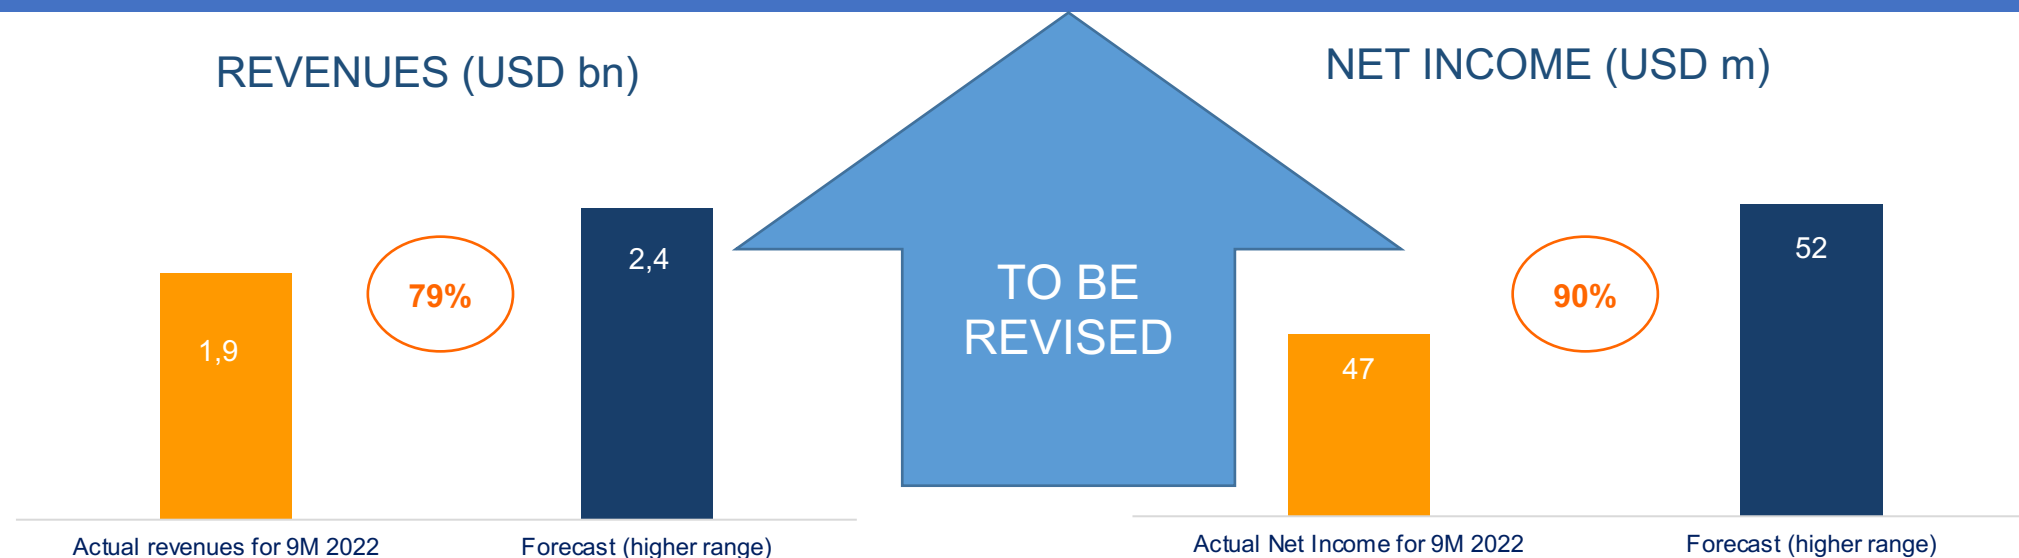 REVENUES (USD bn)
1,9
79%
2,4
Actual revenues for 9M 2022
Forecast (higher range)
TO BE
REVISED
NET INCOME (USD m)
47
90%
52
Actual Net Income for 9M 2022
Forecast (higher range)